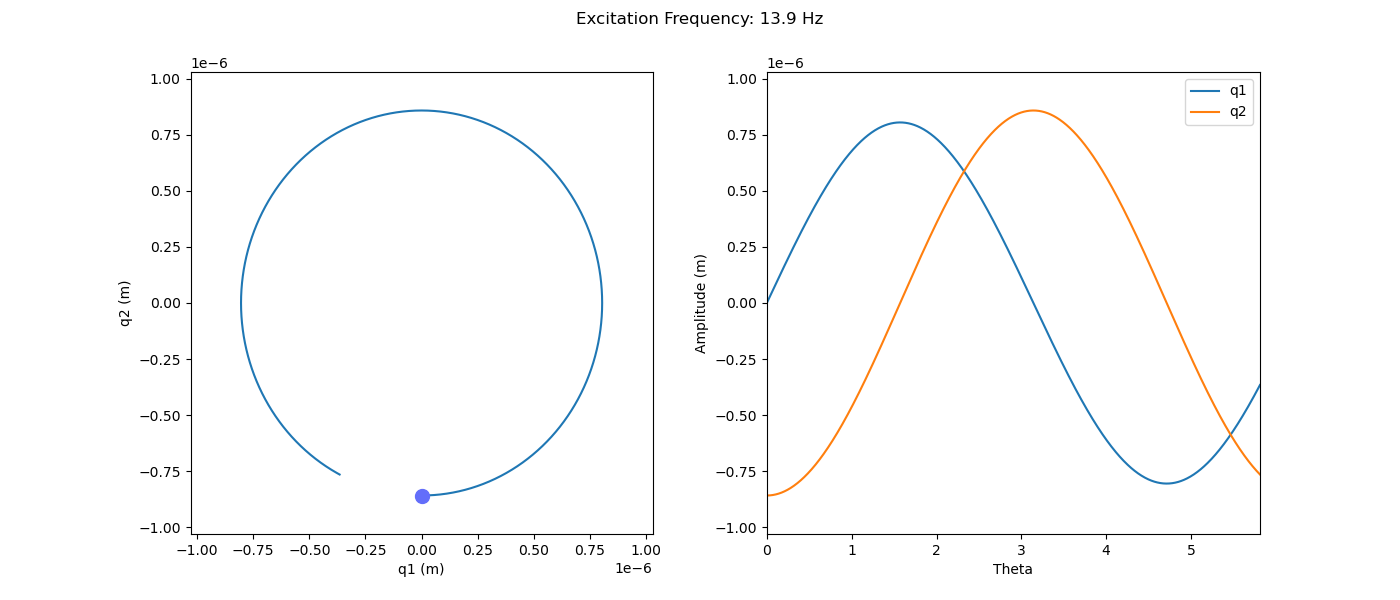 Excitation Frequency: 13.9 Hz
1e−6
1.00
0.75
0.50
0.25
0.00
−0.25
−0.50
−0.75
−1.00
q2 (m)
−1.00 −0.75 −0.50 −0.25 0.00 0.25 0.50 0.75 1.00
q1 (m)
1e−6
1e−6
1.00
0.75
0.50
0.25
0.00
−0.25
−0.50
−0.75
−1.00
Amplitude (m)
q1
q2
0 1 2 3 4 5
Theta